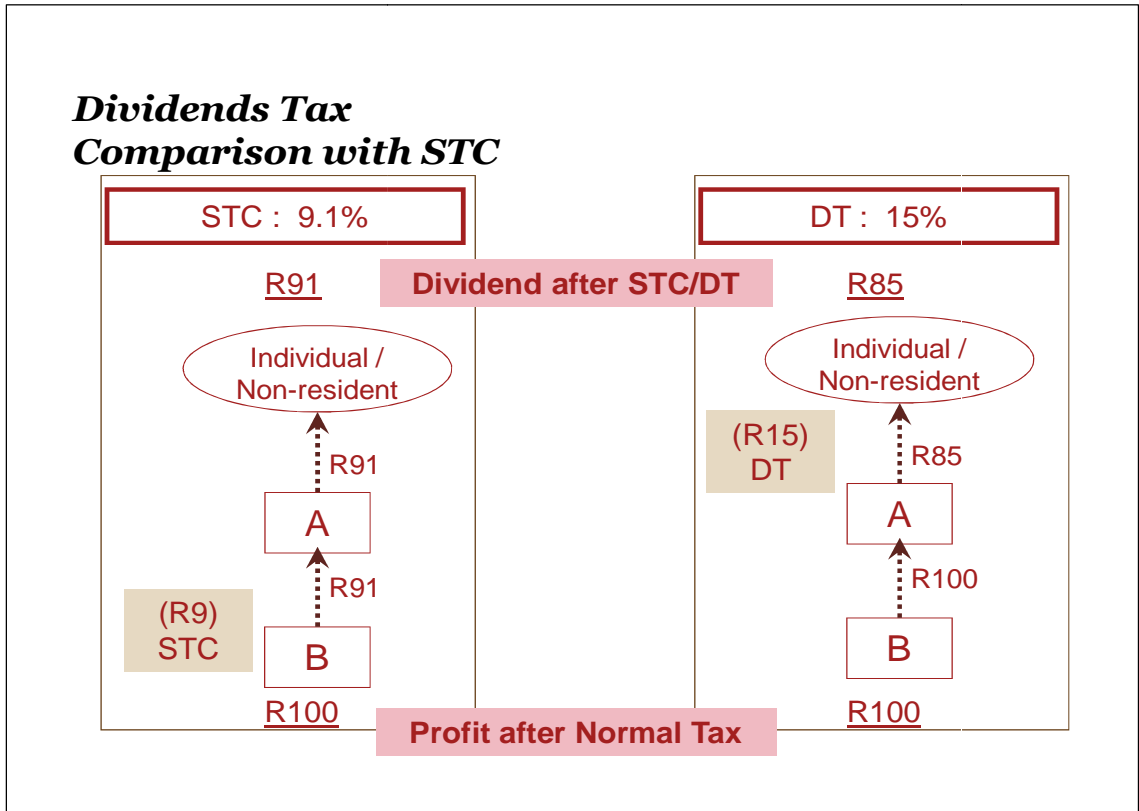 Dividends Tax
Comparison with STC
STC : 9.1%
DT : 15%
R91
Dividend after STC/DT
R85
Individual /
Non-resident
R91
A
R91
(R9)
STC
B
R100
Individual /
Non-resident
(R15)
DT
R85
A
R100
B
R100
Profit after Normal Tax